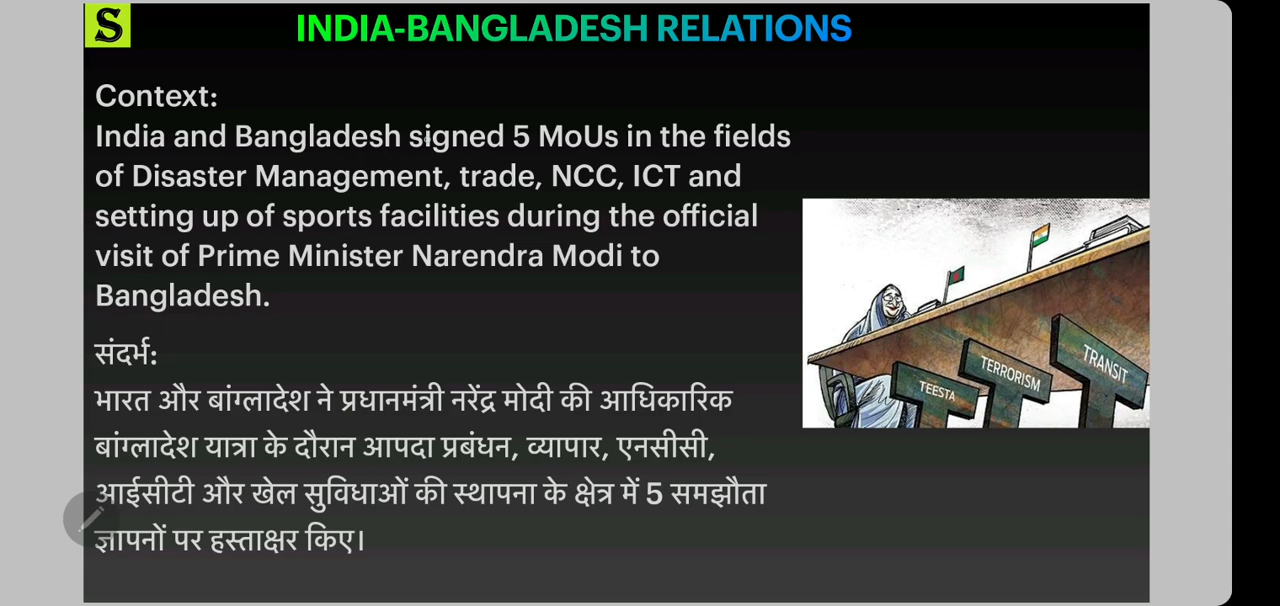 S
INDIA-BANGLADESH RELATIONS
Context:
India and Bangladesh signed 5 MoUs in the fields
of Disaster Management, trade, NCC, ICT and
setting up of sports facilities during the official
visit of Prime Minister Narendra Modi to
Bangladesh.
संदर्भ:
भारत और बांग्लादेश ने प्रधानमंत्री नरेंद्र मोदी की आधिकारिक
बांग्लादेश यात्रा के दौरान आपदा प्रबंधन, व्यापार, एनसीसी,
आईसीटी और खेल सुविधाओं की स्थापना के क्षेत्र में 5 समझौता
ज्ञापनों पर हस्ताक्षर किए।
TEESTA
TERRORISM
TRANSIT